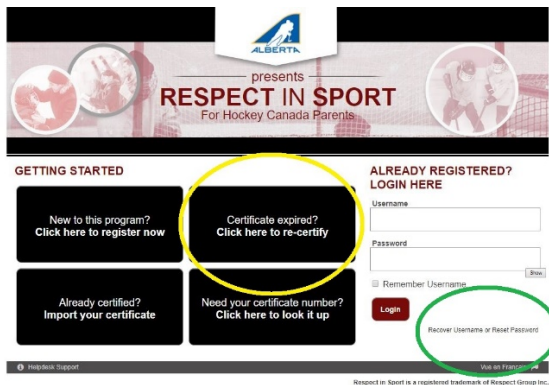 ALBERTA
presents
RESPECT IN SPORT
For Hockey Canada Parents
GETTING STARTED
New to this program?
Click here to register now
Certificate expired?
Click here to re-certify
Already certified?
Import your certificate
Need your certificate number?
Click here to look it up
ALREADY REGISTERED?
LOGIN HERE
Username
Password
Show
Remember Username
Login
Recover Username or Reset Password
Helpdesk Support
Vue en Français
Respect in Sport is a registered trademark of Respect Group Inc.